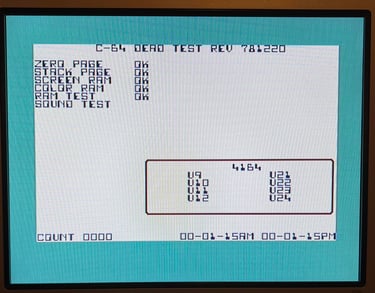 C-64 DEAD TEST REV 781220
ZERO PAGE OK
STACK PAGE OK
SCREEN RAM OK
COLOR RAM OK
RAM TEST OK
SOUND TEST
4164
U9 U21
U10 U22
U11 U23
U12 U24
COUNT 0000 00-01-15AM 00-01-15PM